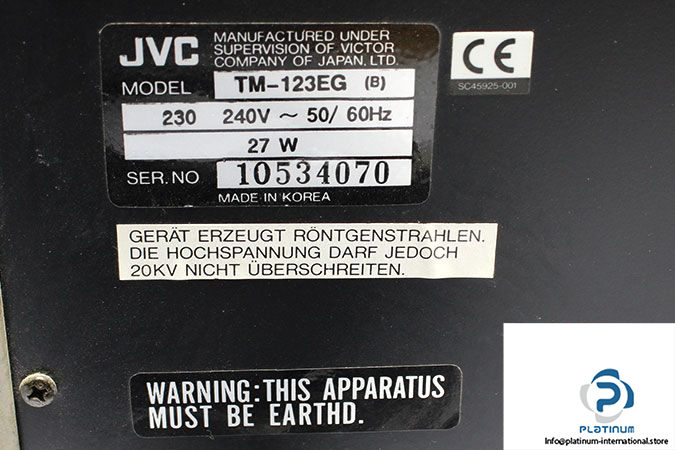 JVC
MANUFACTURED UNDER
SUPERVISION OF VICTOR
COMPANY OF JAPAN. LTD.
MODEL TM-123EG (B)
230 240V ~ 50/ 60Hz
27 W
SER.NO 10534070
MADE IN KOREA
CE
SC45925-001
GERÄT ERZEUGT RÖNTGENSTRAHLEN.
DIE HOCHSPANNUNG DARF JEDOCH
20KV NICHT ÜBERSCHREITEN.
WARNING:THIS APPARATUS
MUST BE EARTHD.
PLATINUM
Info@platinum-international.store